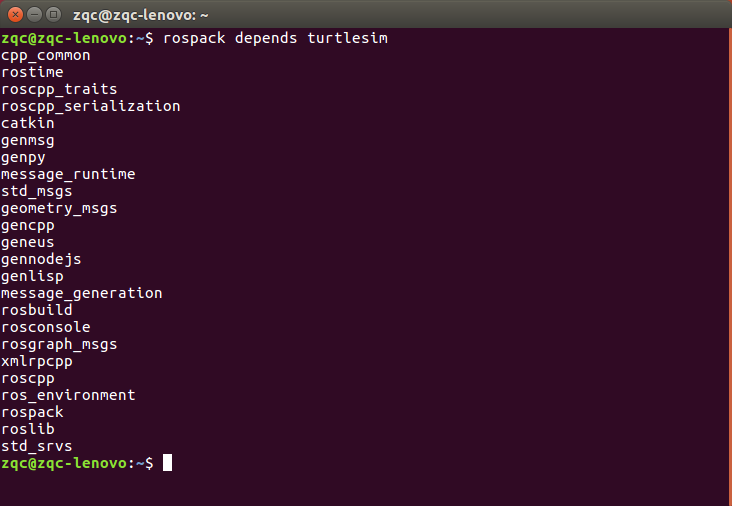 zqc@zqc-lenovo: ~
zqc@zqc-lenovo:~$ rospack depends turtlesim
cpp_common
rostime
roscpp_traits
roscpp_serialization
catkin
genmsg
genpy
message_runtime
std_msgs
geometry_msgs
gencpp
geneus
gennodejs
genlisp
message_generation
rosbuild
rosconsole
rosgraph_msgs
xmlrpcpp
roscpp
ros_environment
rospack
roslib
std_srvs
zqc@zqc-lenovo:~$